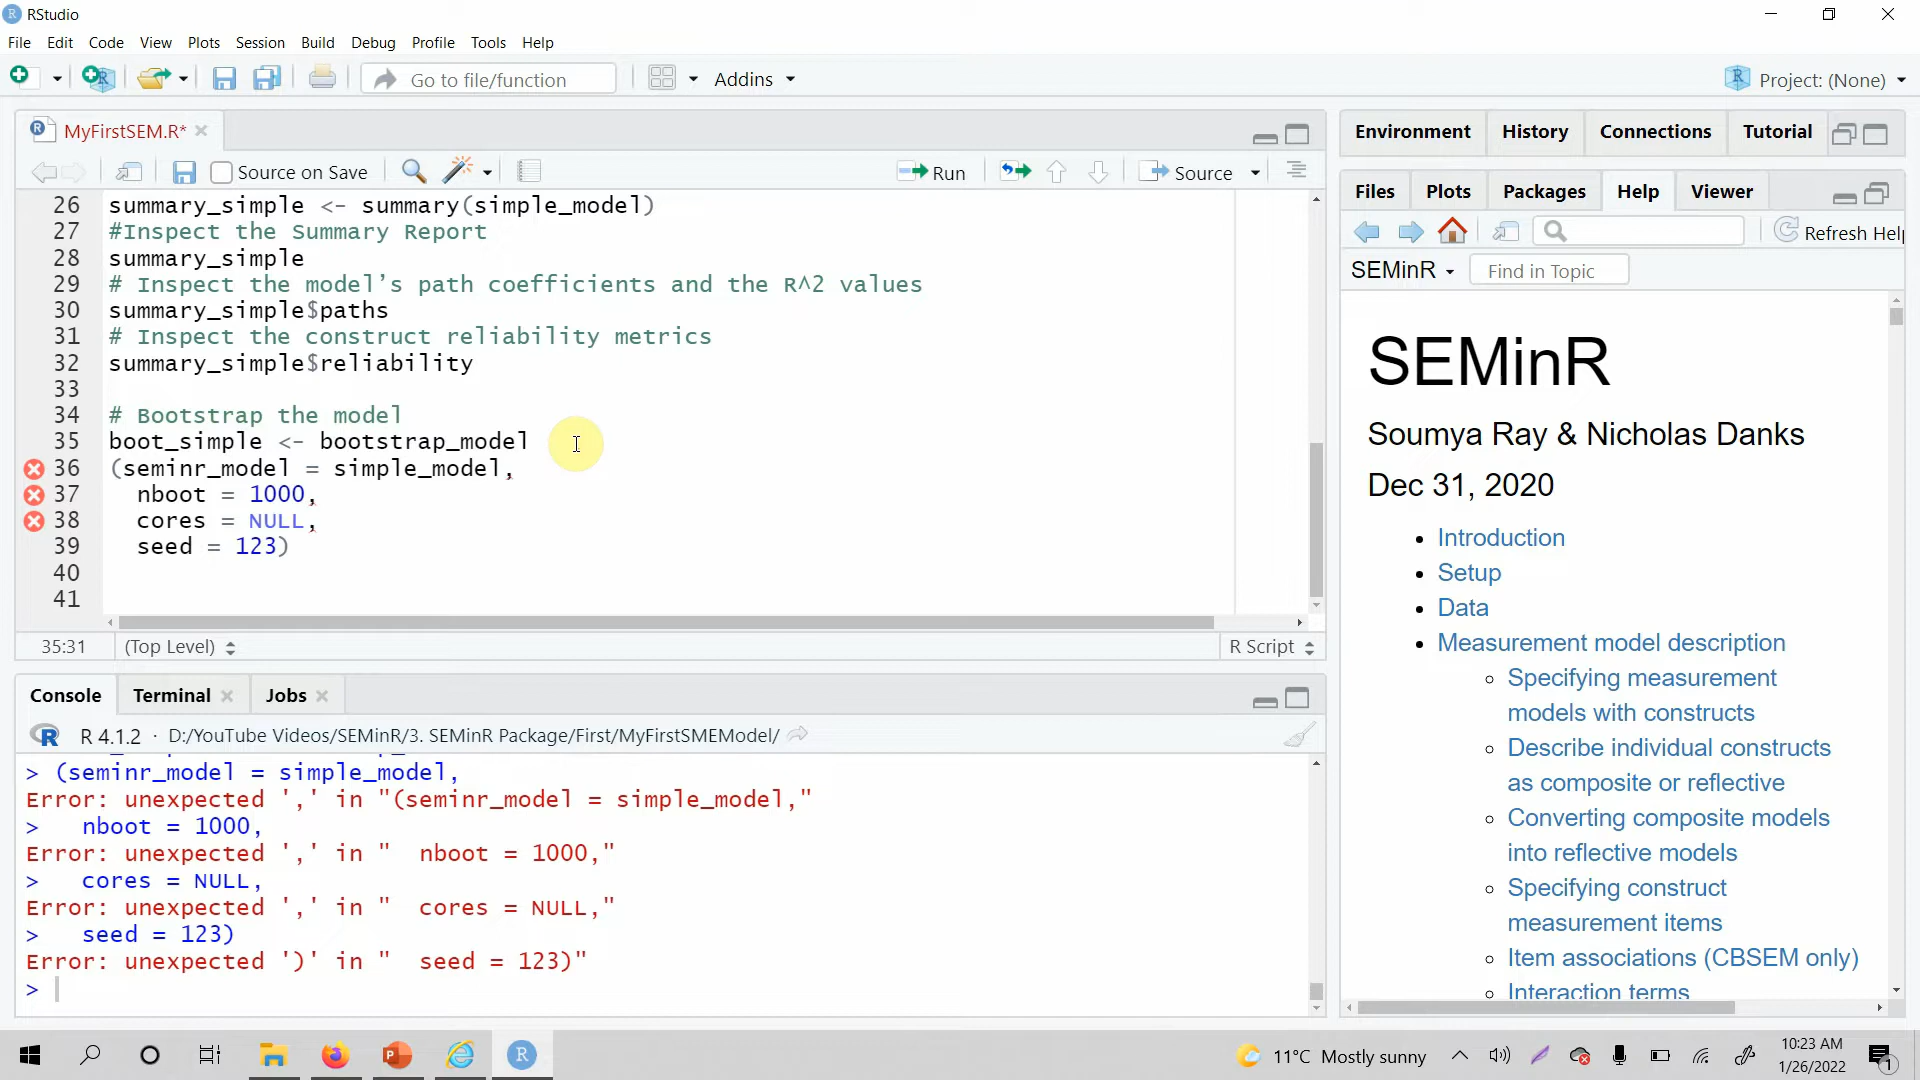 RStudio
File Edit Code View Plots Session Build Debug Profile Tools Help
Go to file/function Addins Project: (None)
MyFirstSEM.R*
Source on Save Run Source
26 summary_simple <- summary(simple_model)
27 #Inspect the Summary Report
28 summary_simple
29 # Inspect the model’s path coefficients and the R^2 values
30 summary_simple$paths
31 # Inspect the construct reliability metrics
32 summary_simple$reliability
33
34 # Bootstrap the model
35 boot_simple <- bootstrap_model
36 (seminr_model = simple_model,
37 nboot = 1000,
38 cores = NULL,
39 seed = 123)
40
41
35:31 (Top Level) R Script
Console Terminal Jobs
R 4.1.2 · D:/YouTube Videos/SEMinR/3. SEMinR Package/First/MyFirstSMEModel/
> (seminr_model = simple_model,
Error: unexpected ',' in "(seminr_model = simple_model,"
> nboot = 1000,
Error: unexpected ',' in " nboot = 1000,"
> cores = NULL,
Error: unexpected ',' in " cores = NULL,"
> seed = 123)
Error: unexpected ')' in " seed = 123)"
>
Environment History Connections Tutorial
Files Plots Packages Help Viewer
Refresh Help
SEMinR Find in Topic
SEMinR
Soumya Ray & Nicholas Danks
Dec 31, 2020
Introduction
Setup
Data
Measurement model description
Specifying measurement
models with constructs
Describe individual constructs
as composite or reflective
Converting composite models
into reflective models
Specifying construct
measurement items
Item associations (CBSEM only)
Interaction terms
11°C Mostly sunny
10:23 AM
1/26/2022
1